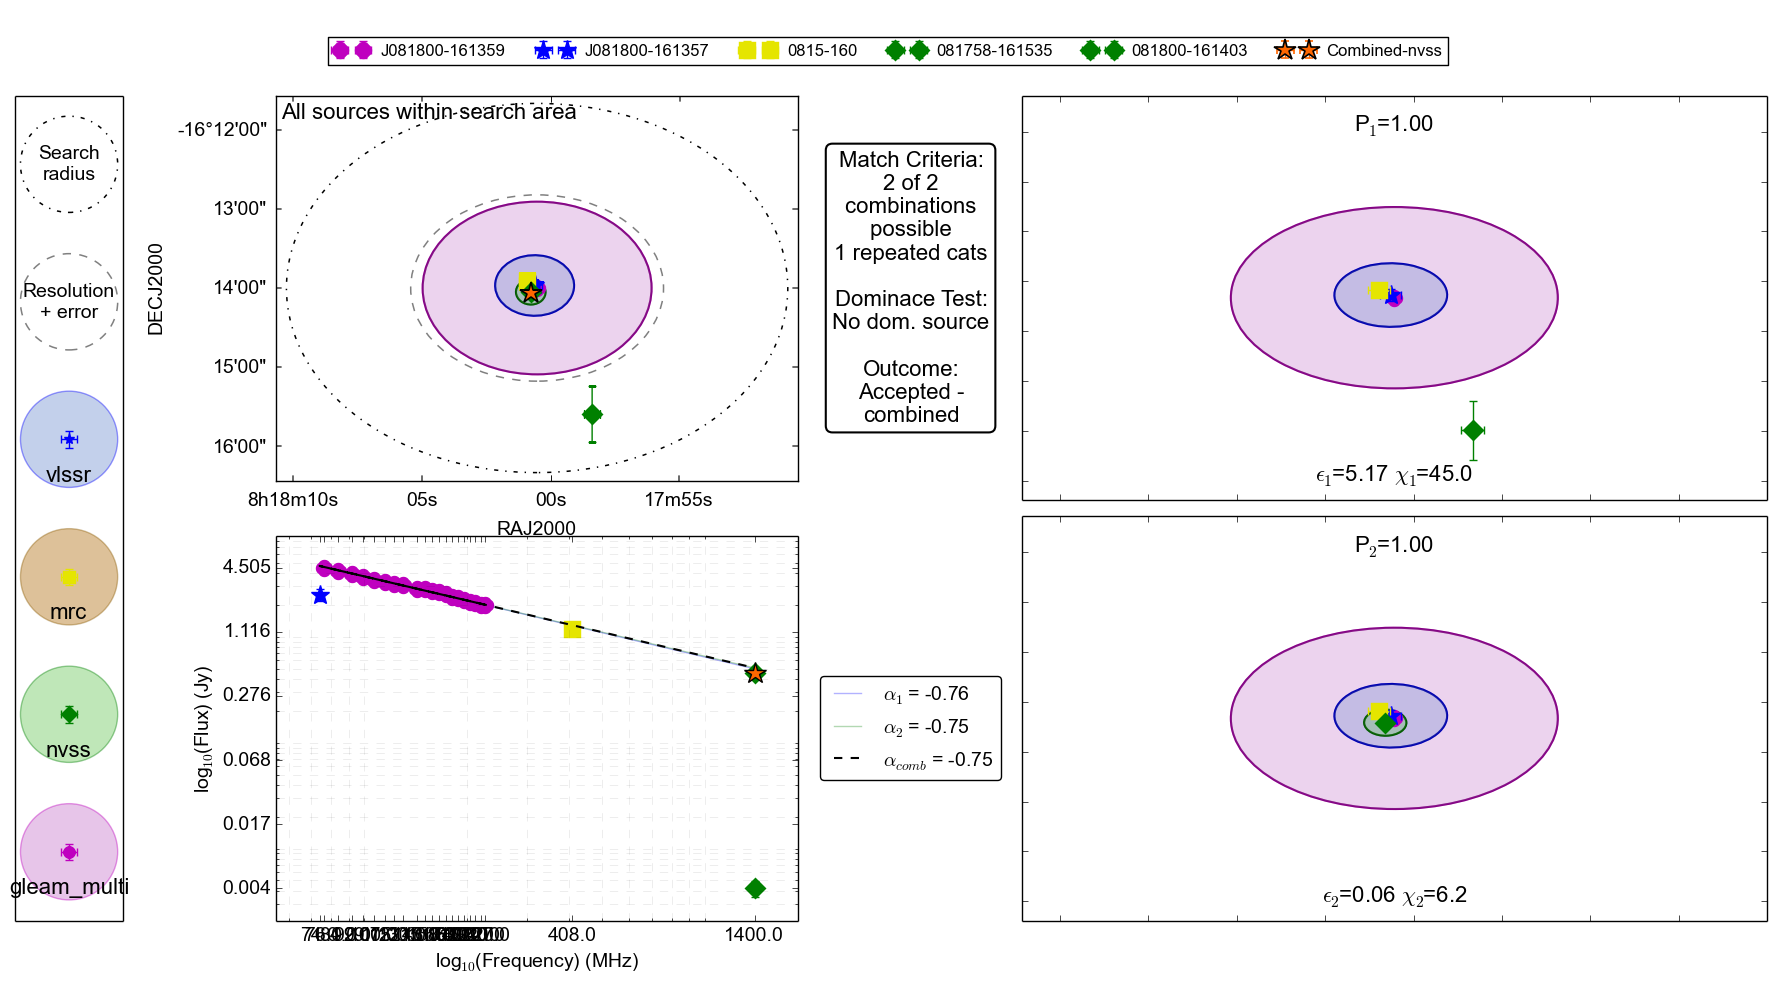 J081800-161359 J081800-161357 0815-160 081758-161535 081800-161403 Combined-nvss
Search
radius
Resolution
+ error
vlssr
mrc
nvss
gleam_multi
All sources within search area
-16°12'00"
13'00"
14'00"
15'00"
16'00"
DECJ2000
8h18m10s 05s 00s 17m55s
RAJ2000
Match Criteria:
2 of 2
combinations
possible
1 repeated cats
Dominace Test:
No dom. source
Outcome:
Accepted -
combined
P1=1.00
ϵ1=5.17 χ1=45.0
4.505
1.116
0.276
0.068
0.017
0.004
log10(Flux) (Jy)
408.0 1400.0
log10(Frequency) (MHz)
α1 = -0.76
α2 = -0.75
αcomb = -0.75
P2=1.00
ϵ2=0.06 χ2=6.2